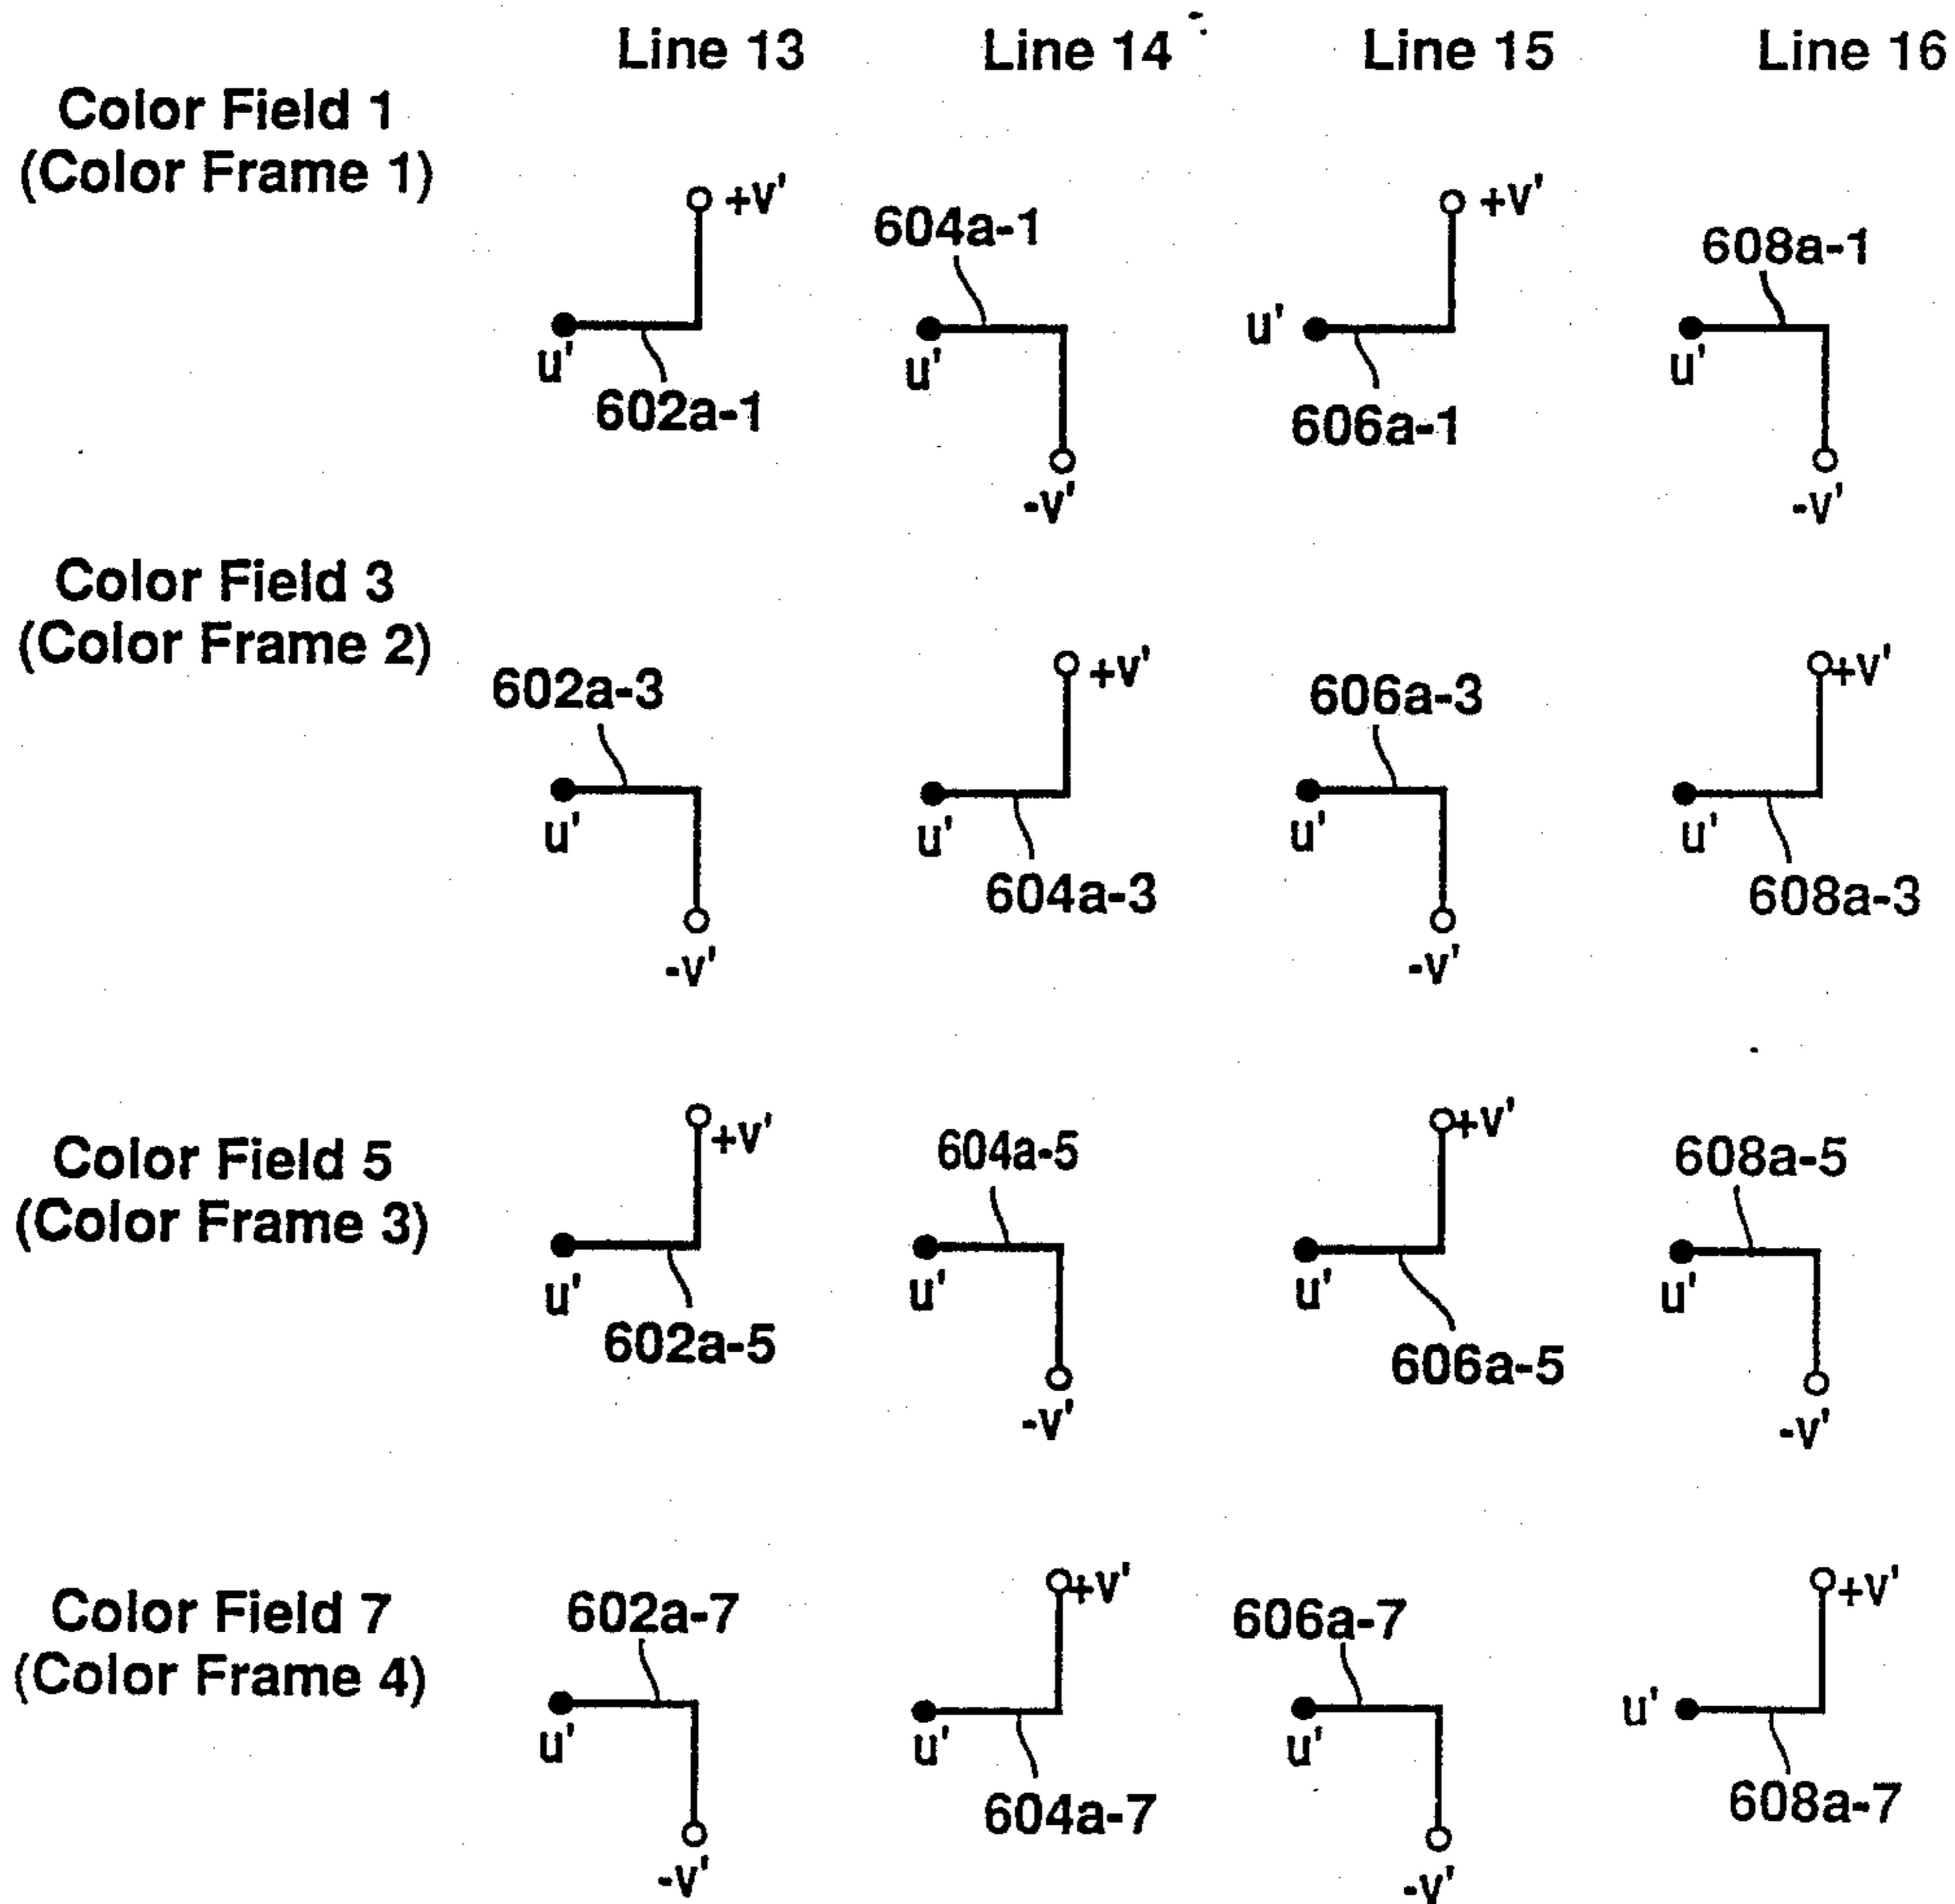 Line 13 Line 14 Line 15 Line 16
Color Field 1
(Color Frame 1)
+v' +v'
604a-1 608a-1
u' u' u' u'
602a-1 606a-1
-v' -v'
Color Field 3
(Color Frame 2)
+v' +v'
602a-3 606a-3
u' u' u' u'
604a-3 608a-3
-v' -v'
+v' +v'
Color Field 5
(Color Frame 3)
604a-5 608a-5
u' u' u' u'
602a-5 606a-5
-v' -v'
+v' +v'
Color Field 7
(Color Frame 4)
602a-7 606a-7
u' u' u' u'
604a-7 608a-7
-v' -v'